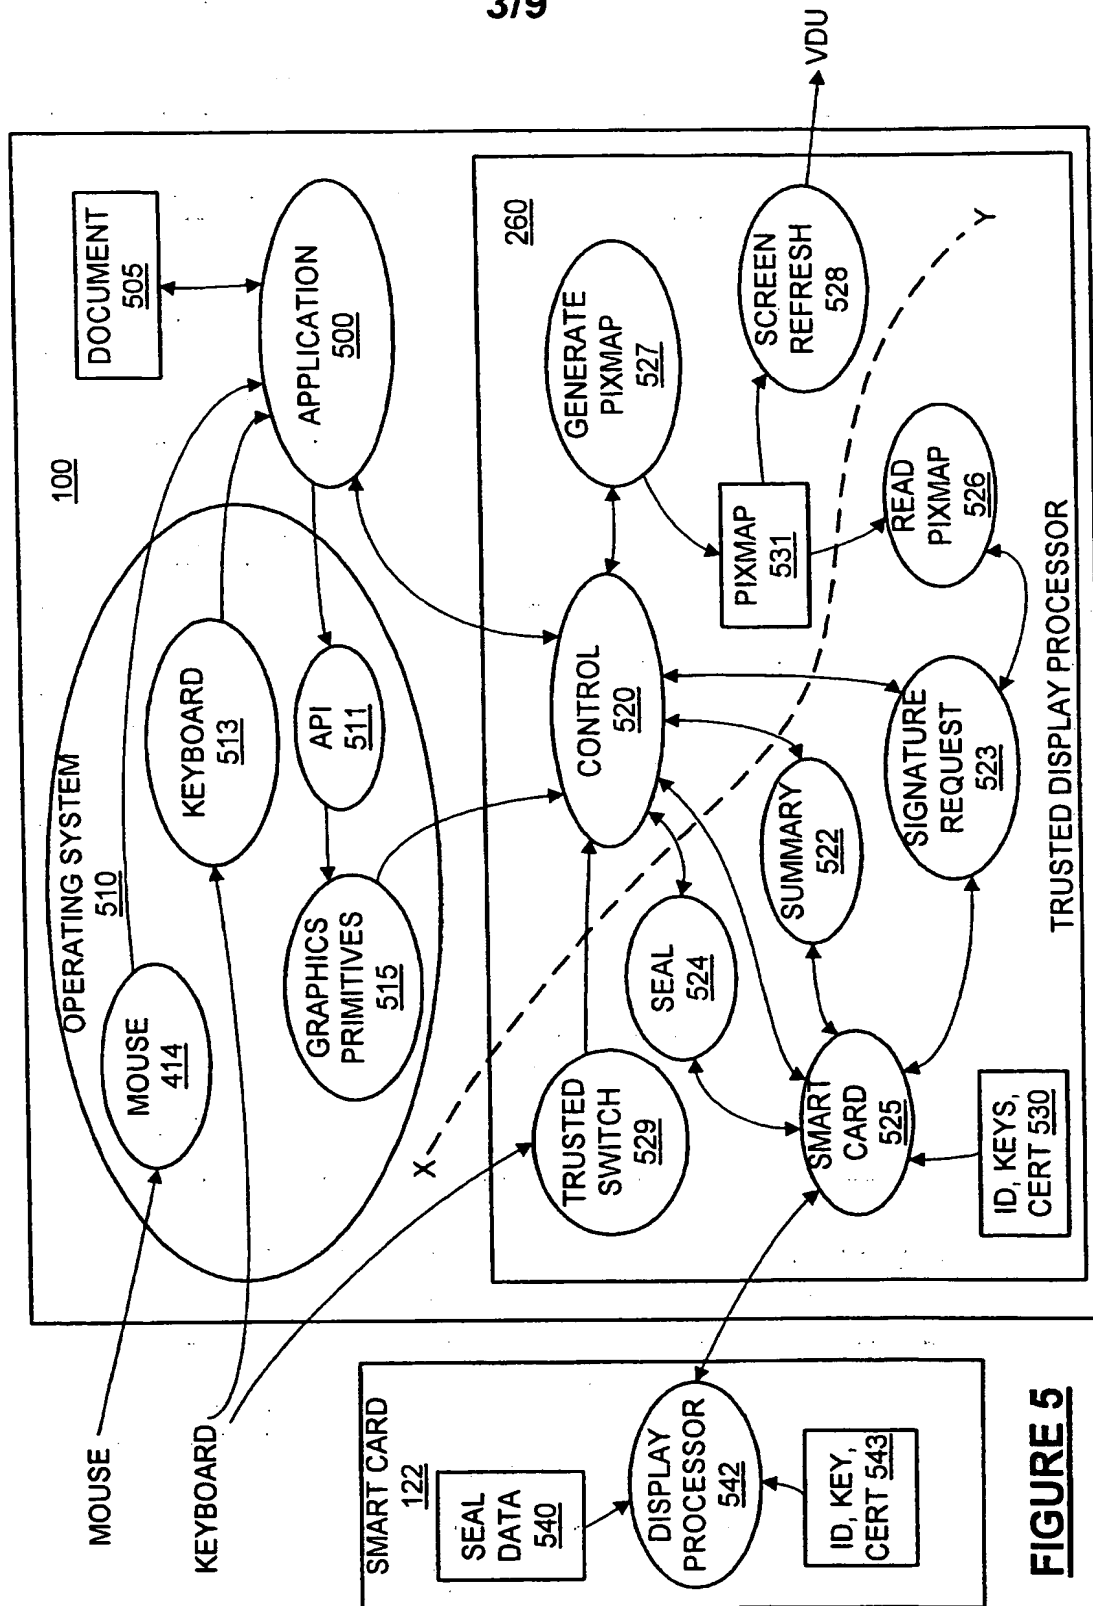 3/9
100
DOCUMENT
505
OPERATING SYSTEM
510
MOUSE
414
KEYBOARD
513
APPLICATION
500
API
511
GRAPHICS
PRIMITIVES
515
MOUSE
KEYBOARD
X
260
TRUSTED
SWITCH
529
CONTROL
520
GENERATE
PIXMAP
527
SEAL
524
PIXMAP
531
SCREEN
REFRESH
528
VDU
Y
SMART
CARD
525
SUMMARY
522
SIGNATURE
REQUEST
523
READ
PIXMAP
526
ID, KEYS,
CERT 530
TRUSTED DISPLAY PROCESSOR
SMART CARD
122
SEAL
DATA
540
DISPLAY
PROCESSOR
542
ID, KEY,
CERT 543
FIGURE 5